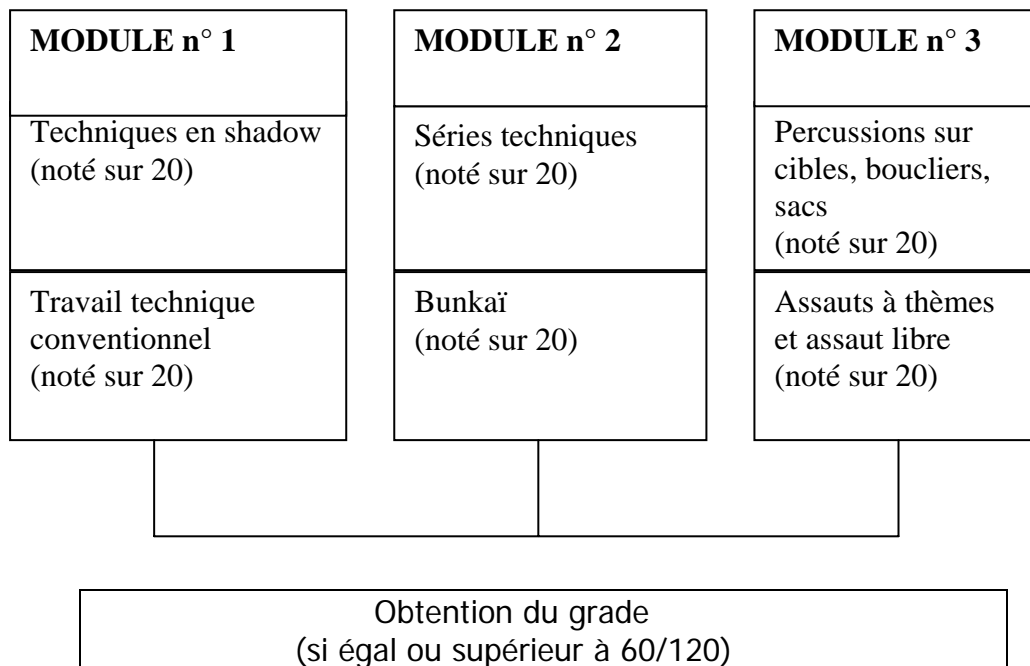 MODULE n° 1
Techniques en shadow
(noté sur 20)
Travail technique
conventionnel
(noté sur 20)
MODULE n° 2
Séries techniques
(noté sur 20)
Bunkaï
(noté sur 20)
MODULE n° 3
Percussions sur
cibles, boucliers,
sacs
(noté sur 20)
Assauts à thèmes
et assaut libre
(noté sur 20)
Obtention du grade
(si égal ou supérieur à 60/120)